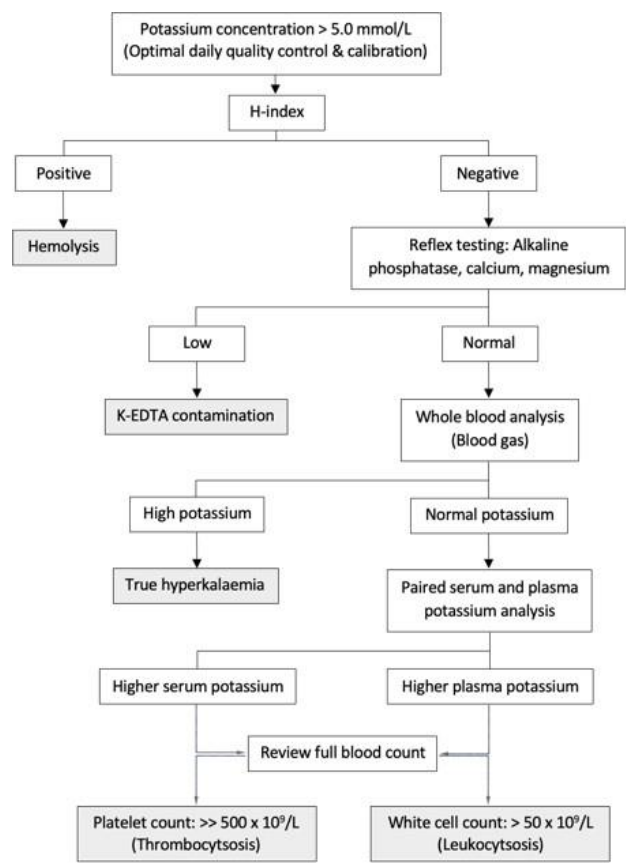 Potassium concentration > 5.0 mmol/L
(Optimal daily quality control & calibration)
H-index
Positive
Negative
Hemolysis
Reflex testing: Alkaline
phosphatase, calcium, magnesium
Low
Normal
K-EDTA contamination
Whole blood analysis
(Blood gas)
High potassium
Normal potassium
True hyperkalaemia
Paired serum and plasma
potassium analysis
Higher serum potassium
Higher plasma potassium
Review full blood count
Platelet count: >> 500 x 10⁹/L
(Thrombocytsosis)
White cell count: > 50 x 10⁹/L
(Leukocytsosis)